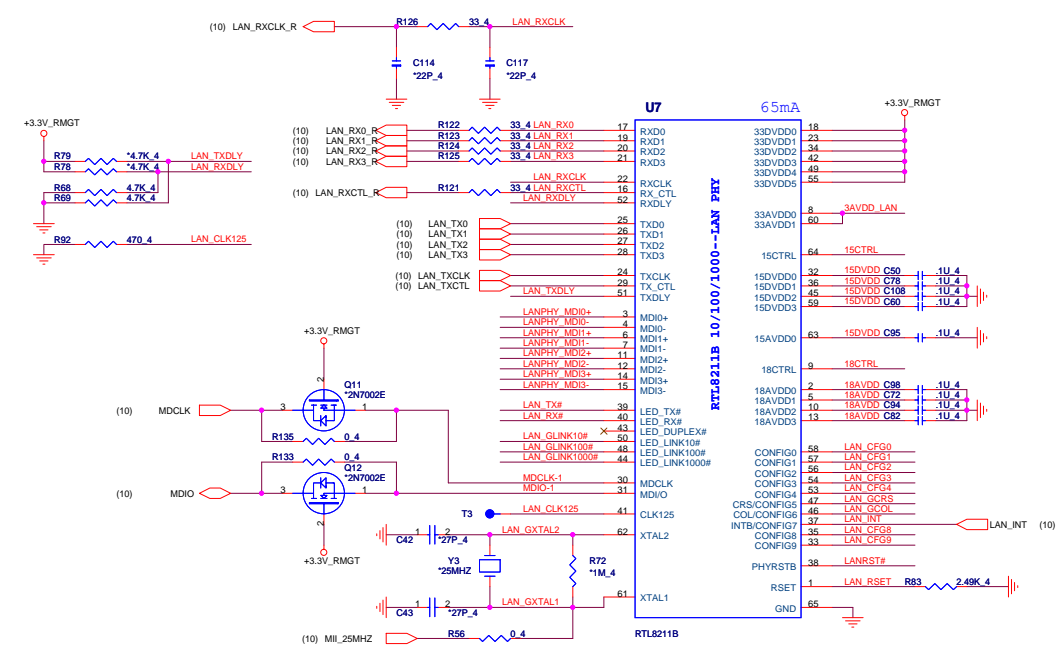 (10) LAN_RXCLK_R R126 33_4 LAN_RXCLK
C114 C117
*22P_4 *22P_4
U7 65mA +3.3V_RMGT
+3.3V_RMGT
R79 *4.7K_4 LAN_TXDLY
R78 *4.7K_4 LAN_RXDLY
R68 4.7K_4
R69 4.7K_4
R92 470_4 LAN_CLK125
(10) LAN_RX0_R R122 33_4 LAN_RX0 17 RXD0
(10) LAN_RX1_R R123 33_4 LAN_RX1 19 RXD1
(10) LAN_RX2_R R124 33_4 LAN_RX2 20 RXD2
(10) LAN_RX3_R R125 33_4 LAN_RX3 21 RXD3
LAN_RXCLK 22 RXCLK
(10) LAN_RXCTL_R R121 33_4 LAN_RXCTL 16 RX_CTL
LAN_RXDLY 52 RXDLY
(10) LAN_TX0 25 TXD0
(10) LAN_TX1 26 TXD1
(10) LAN_TX2 27 TXD2
(10) LAN_TX3 28 TXD3
(10) LAN_TXCLK 24 TXCLK
(10) LAN_TXCTL 29 TX_CTL
LAN_TXDLY 51 TXDLY
LANPHY_MDI0+ 3 MDI0+
LANPHY_MDI0- 4 MDI0-
LANPHY_MDI1+ 6 MDI1+
LANPHY_MDI1- 7 MDI1-
LANPHY_MDI2+ 11 MDI2+
LANPHY_MDI2- 12 MDI2-
LANPHY_MDI3+ 14 MDI3+
LANPHY_MDI3- 15 MDI3-
LAN_TX# 39 LED_TX#
LAN_RX# 40 LED_RX#
43 LED_DUPLEX#
LAN_GLINK10# 50 LED_LINK10#
LAN_GLINK100# 48 LED_LINK100#
LAN_GLINK1000# 44 LED_LINK1000#
MDCLK-1 30 MDCLK
MDIO-1 31 MDI/O
T3 LAN_CLK125 41 CLK125
LAN_GXTAL2 62 XTAL2
LAN_GXTAL1 61 XTAL1
RTL8211B 10/100/1000--LAN PHY
18 33DVDD0
23 33DVDD1
34 33DVDD2
42 33DVDD3
49 33DVDD4
55 33DVDD5
8 33AVDD0 3AVDD_LAN
60 33AVDD1
64 15CTRL 15CTRL
32 15DVDD0 15DVDD C50 .1U_4
36 15DVDD1 15DVDD C78 .1U_4
45 15DVDD2 15DVDD C108 .1U_4
59 15DVDD3 15DVDD C60 .1U_4
63 15AVDD0 15DVDD C95 .1U_4
9 18CTRL 18CTRL
2 18AVDD0 18AVDD C98 .1U_4
5 18AVDD1 18AVDD C72 .1U_4
10 18AVDD2 18AVDD C94 .1U_4
13 18AVDD3 18AVDD C82 .1U_4
58 CONFIG0 LAN_CFG0
57 CONFIG1 LAN_CFG1
56 CONFIG2 LAN_CFG2
54 CONFIG3 LAN_CFG3
53 CONFIG4 LAN_CFG4
47 CRS/CONFIG5 LAN_GCRS
46 COL/CONFIG6 LAN_GCOL
37 INTB/CONFIG7 LAN_INT LAN_INT (10)
35 CONFIG8 LAN_CFG8
33 CONFIG9 LAN_CFG9
38 PHYRSTB LANRST#
1 RSET LAN_RSET R83 2.49K_4
65 GND
+3.3V_RMGT
2
Q11
*2N7002E
(10) MDCLK 3 1
R135 0_4
R133 0_4
Q12
*2N7002E
(10) MDIO 3 1
2
+3.3V_RMGT
C42 1 2 *27P_4
Y3
*25MHZ
R72
*1M_4
C43 1 2 *27P_4
(10) MII_25MHZ R56 0_4
RTL8211B